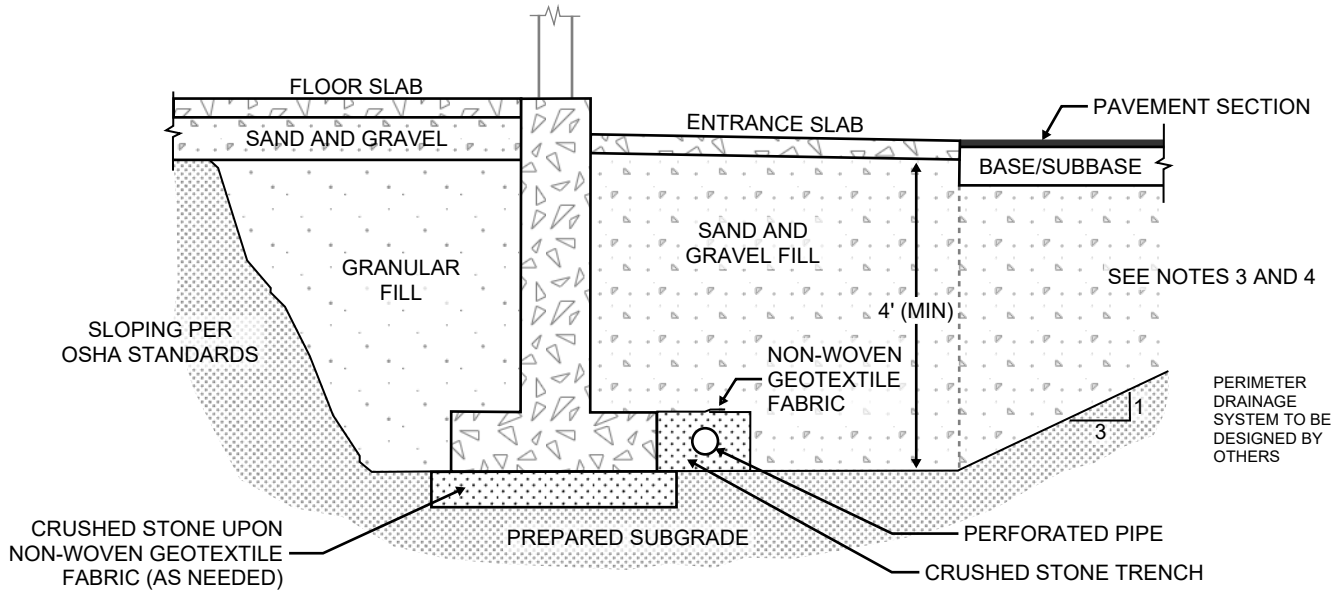 FLOOR SLAB
SAND AND GRAVEL
ENTRANCE SLAB
PAVEMENT SECTION
BASE/SUBBASE
SAND AND
GRAVEL FILL
GRANULAR
FILL
SEE NOTES 3 AND 4
4' (MIN)
SLOPING PER
OSHA STANDARDS
NON-WOVEN
GEOTEXTILE
FABRIC
1
3
PERIMETER
DRAINAGE
SYSTEM TO BE
DESIGNED BY
OTHERS
CRUSHED STONE UPON
NON-WOVEN GEOTEXTILE
FABRIC (AS NEEDED)
PREPARED SUBGRADE
PERFORATED PIPE
CRUSHED STONE TRENCH